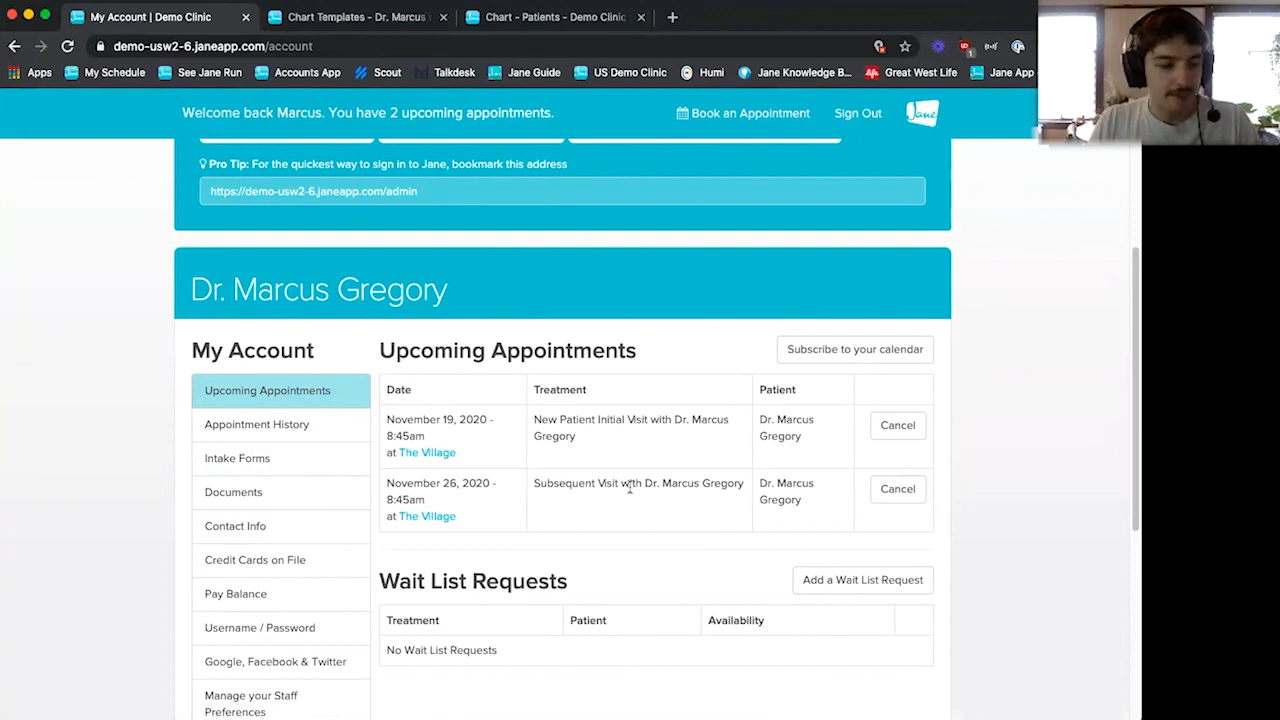 My Account | Demo Clinic
Chart Templates - Dr. Marcus
Chart - Patients - Demo Clinic
demo-usw2-6.janeapp.com/account
1
Apps
My Schedule
See Jane Run
Accounts App
Scout
Talkdesk
Jane Guide
US Demo Clinic
Humi
Jane Knowledge B...
Great West Life
Jane App -
Welcome back Marcus. You have 2 upcoming appointments.
Book an Appointment
Sign Out
Jane
Pro Tip: For the quickest way to sign in to Jane, bookmark this address
https://demo-usw2-6.janeapp.com/admin
Dr. Marcus Gregory
My Account
Upcoming Appointments
Appointment History
Intake Forms
Documents
Contact Info
Credit Cards on File
Pay Balance
Username / Password
Google, Facebook & Twitter
Manage your Staff
Preferences
Upcoming Appointments
Subscribe to your calendar
Date
Treatment
Patient
November 19, 2020 -
8:45am
at The Village
New Patient Initial Visit with Dr. Marcus
Gregory
Dr. Marcus
Gregory
Cancel
November 26, 2020 -
8:45am
at The Village
Subsequent Visit with Dr. Marcus Gregory
Dr. Marcus
Gregory
Cancel
Wait List Requests
Add a Wait List Request
Treatment
Patient
Availability
No Wait List Requests